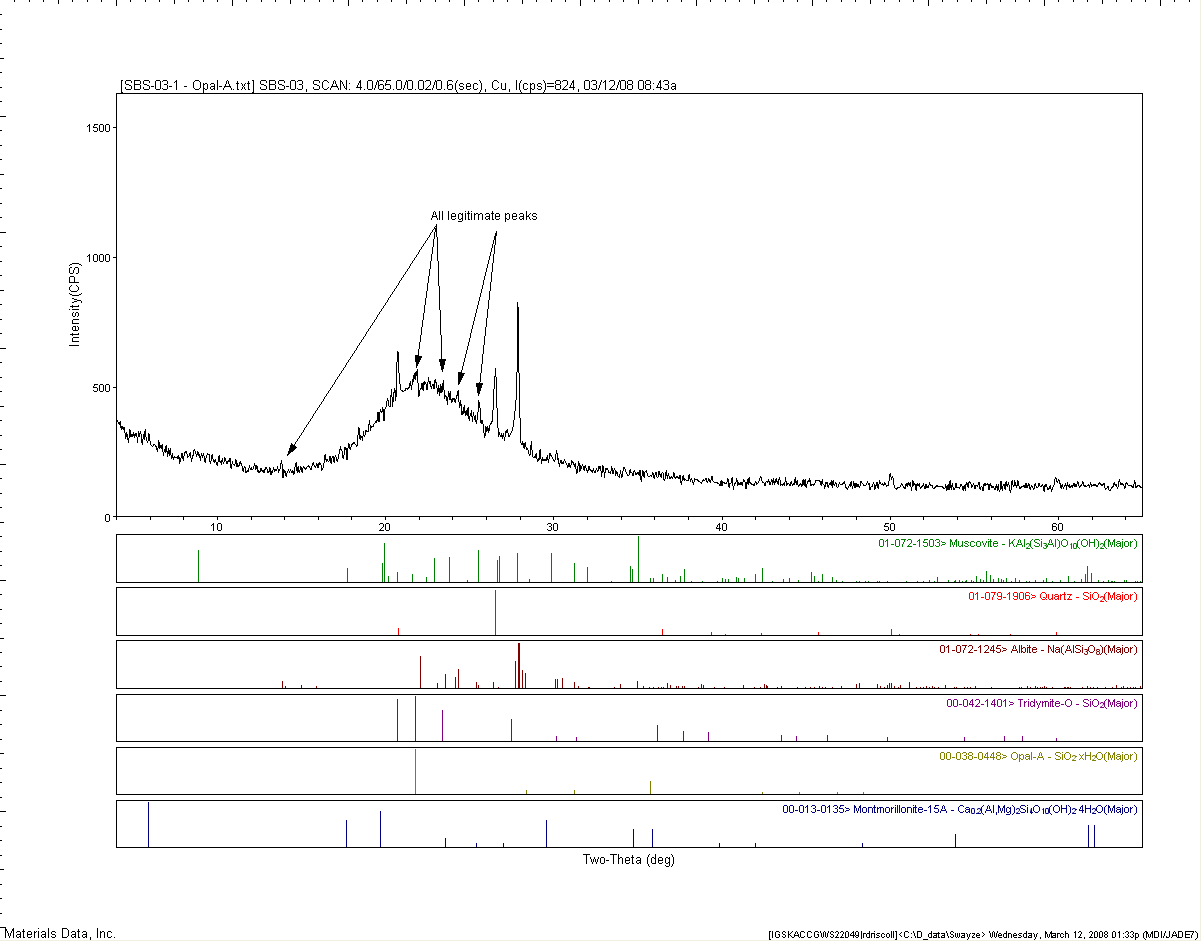 [SBS-03-1 - Opal-A.txt] SBS-03, SCAN: 4.0/65.0/0.02/0.6(sec), Cu, I(cps)=824, 03/12/08 08:43a
1500
All legitimate peaks
1000
Intensity(CPS)
500
0
10 20 30 40 50 60
01-072-1503> Muscovite - KAl2(Si3Al)O10(OH)2(Major)
01-079-1906> Quartz - SiO2(Major)
01-072-1245> Albite - Na(AlSi3O8)(Major)
00-042-1401> Tridymite-O - SiO2(Major)
00-038-0448> Opal-A - SiO2·xH2O(Major)
00-013-0135> Montmorillonite-15A - Ca0.2(Al,Mg)2Si4O10(OH)2·4H2O(Major)
Two-Theta (deg)
Materials Data, Inc.
[IGSKACCGWS22049|rdriscoll]<C:\D_data\Swayze> Wednesday, March 12, 2008 01:33p (MDI/JADE7)